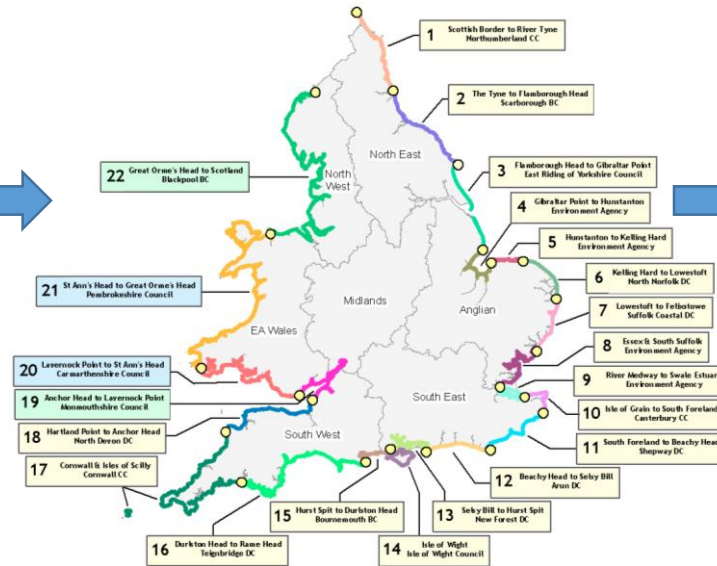 1 Scottish Border to River Tyne
Northumberland CC
2 The Tyne to Flamborough Head
Scarborough BC
North East
22 Great Orme's Head to Scotland
Blackpool BC
North
West
3 Flamborough Head to Gibraltar Point
East Riding of Yorkshire Council
4 Gibraltar Point to Hunstanton
Environment Agency
5 Hunstanton to Kelling Hard
Environment Agency
6 Kelling Hard to Lowestoft
North Norfolk DC
21 St Ann's Head to Great Orme's Head
Pembrokeshire Council
Midlands
Anglian
7 Lowestoft to Felixstowe
Suffolk Coastal DC
EA Wales
8 Essex & South Suffolk
Environment Agency
20 Lavernock Point to St Ann's Head
Carmarthenshire Council
9 River Medway to Swale Estuary
Environment Agency
19 Anchor Head to Lavernock Point
Monmouthshire Council
South East
10 Isle of Grain to South Foreland
Canterbury CC
18 Hartland Point to Anchor Head
North Devon DC
South West
11 South Foreland to Beachy Head
Shepway DC
17 Cornwall & Isles of Scilly
Cornwall CC
12 Beachy Head to Selsy Bill
Arun DC
15 Hurst Spit to Durlston Head
Bournemouth BC
13 Selsy Bill to Hurst Spit
New Forest DC
16 Durlston Head to Rame Head
Teignbridge DC
14 Isle of Wight
Isle of Wight Council